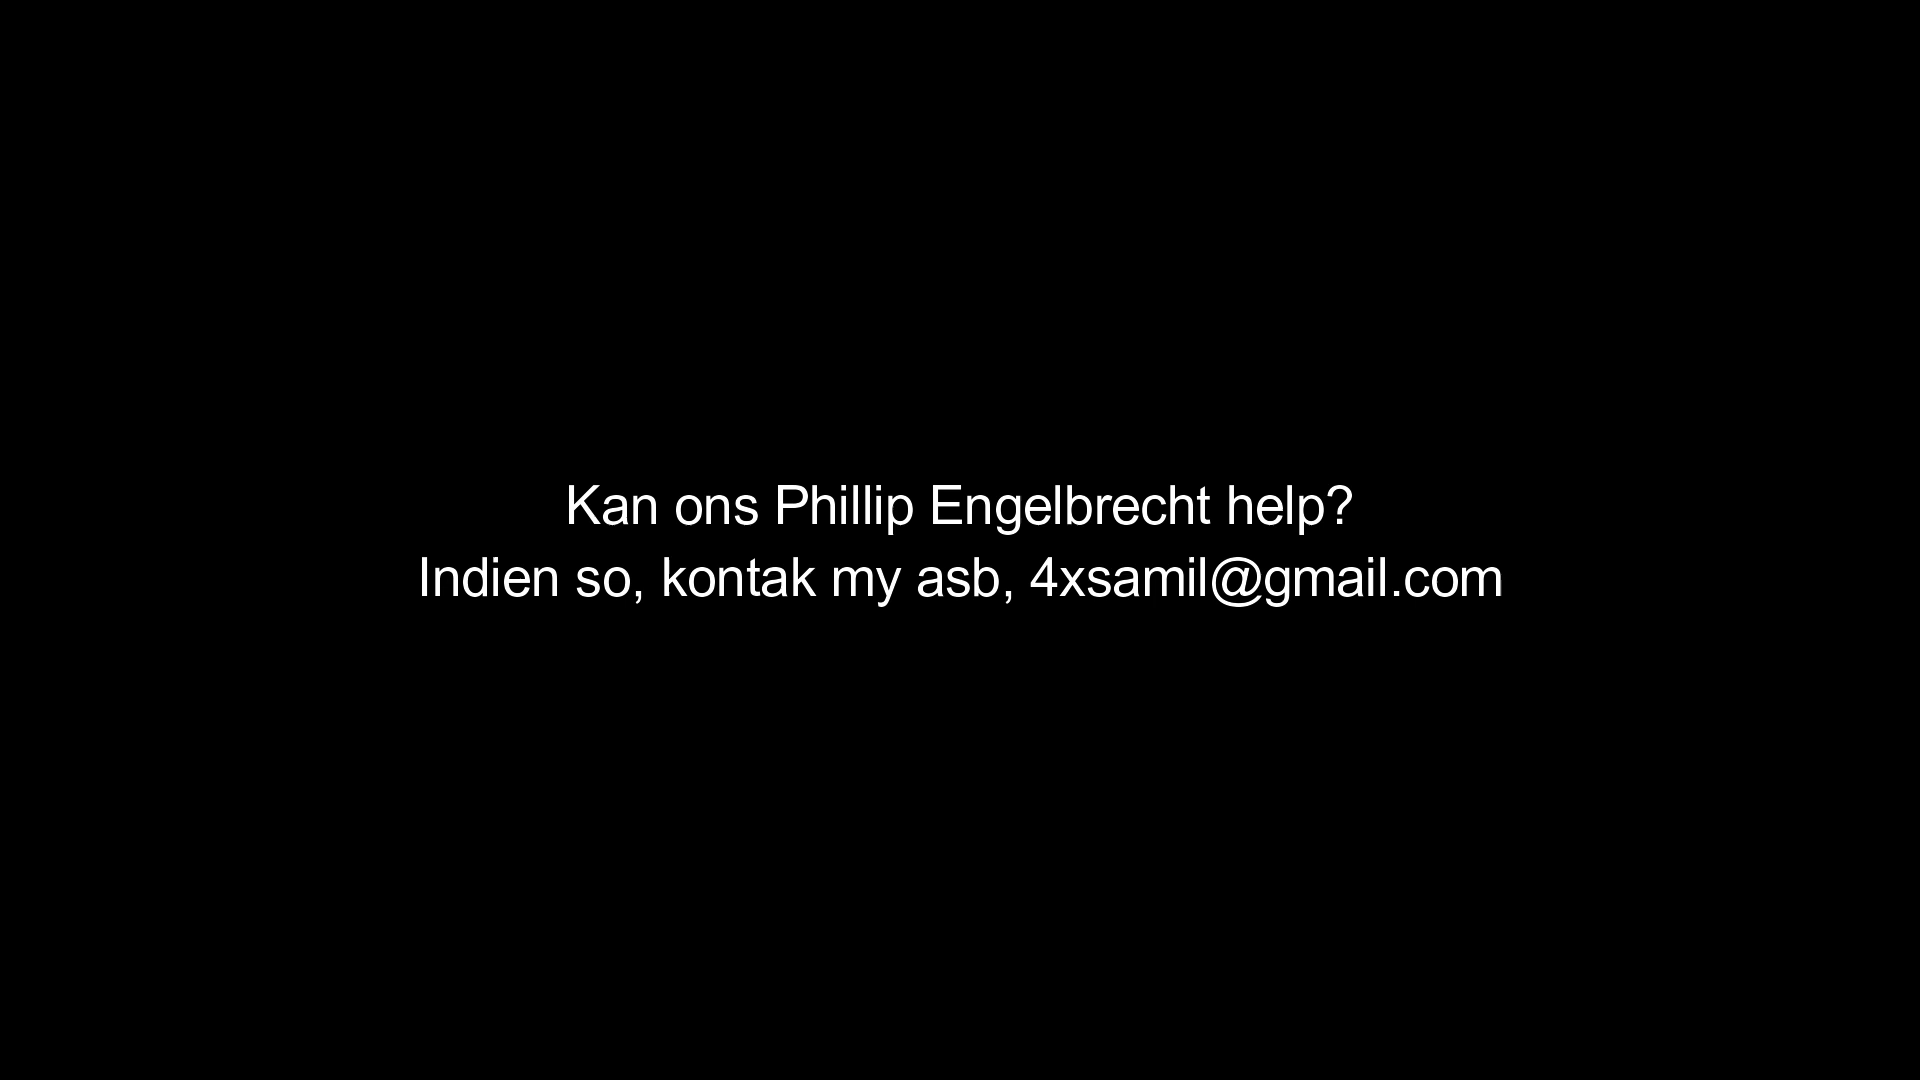 Kan ons Phillip Engelbrecht help?
Indien so, kontak my asb, 4xsamil@gmail.com